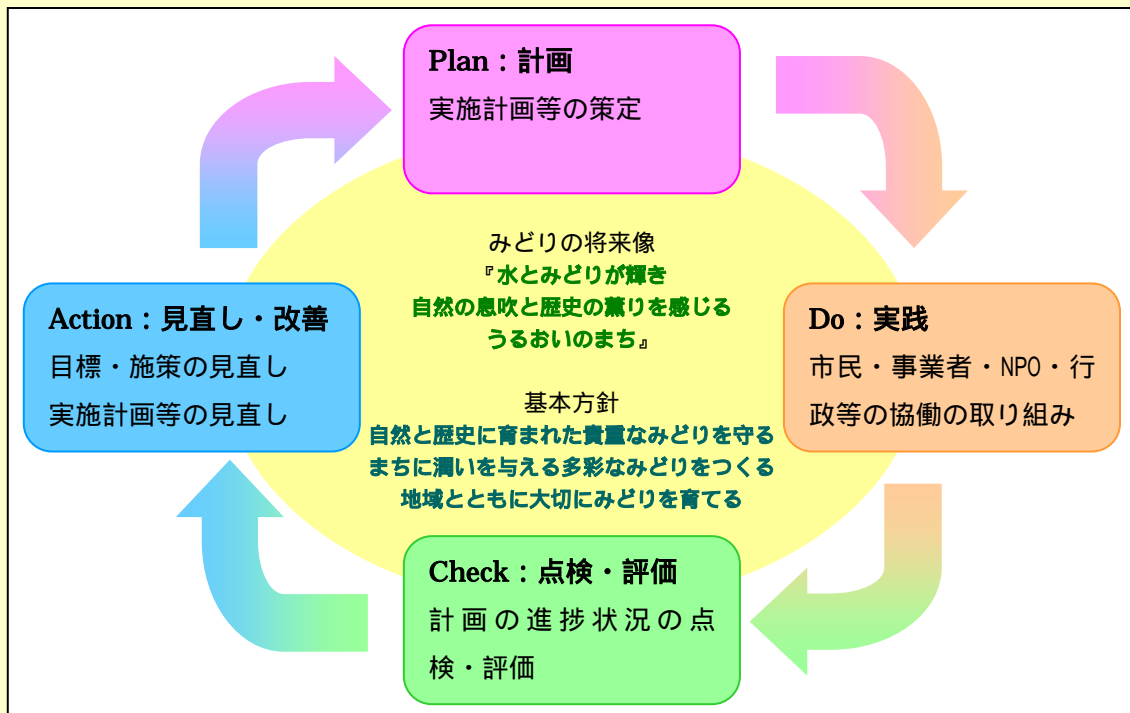 Plan：計画
実施計画等の策定
みどりの将来像
『水とみどりが輝き
自然の息吹と歴史の薫りを感じる
うるおいのまち』
基本方針
自然と歴史に育まれた貴重なみどりを守る
まちに潤いを与える多彩なみどりをつくる
地域とともに大切にみどりを育てる
Action：見直し・改善
目標・施策の見直し
実施計画等の見直し
Do：実践
市民・事業者・NPO・行
政等の協働の取り組み
Check：点検・評価
計画の進捗状況の点
検・評価